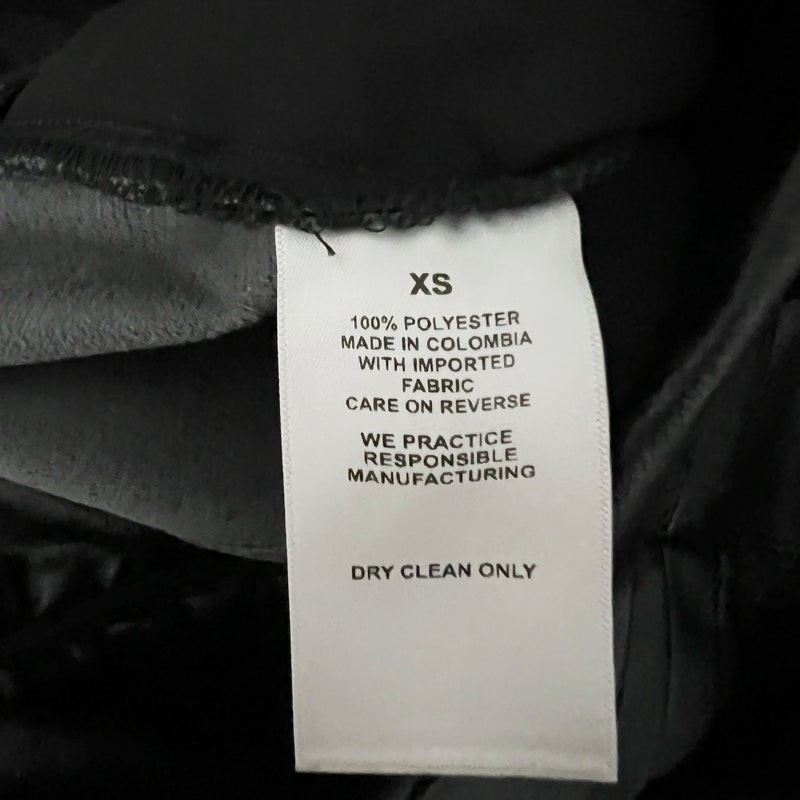 XS
100% POLYESTER
MADE IN COLOMBIA
WITH IMPORTED
FABRIC
CARE ON REVERSE
WE PRACTICE
RESPONSIBLE
MANUFACTURING
DRY CLEAN ONLY